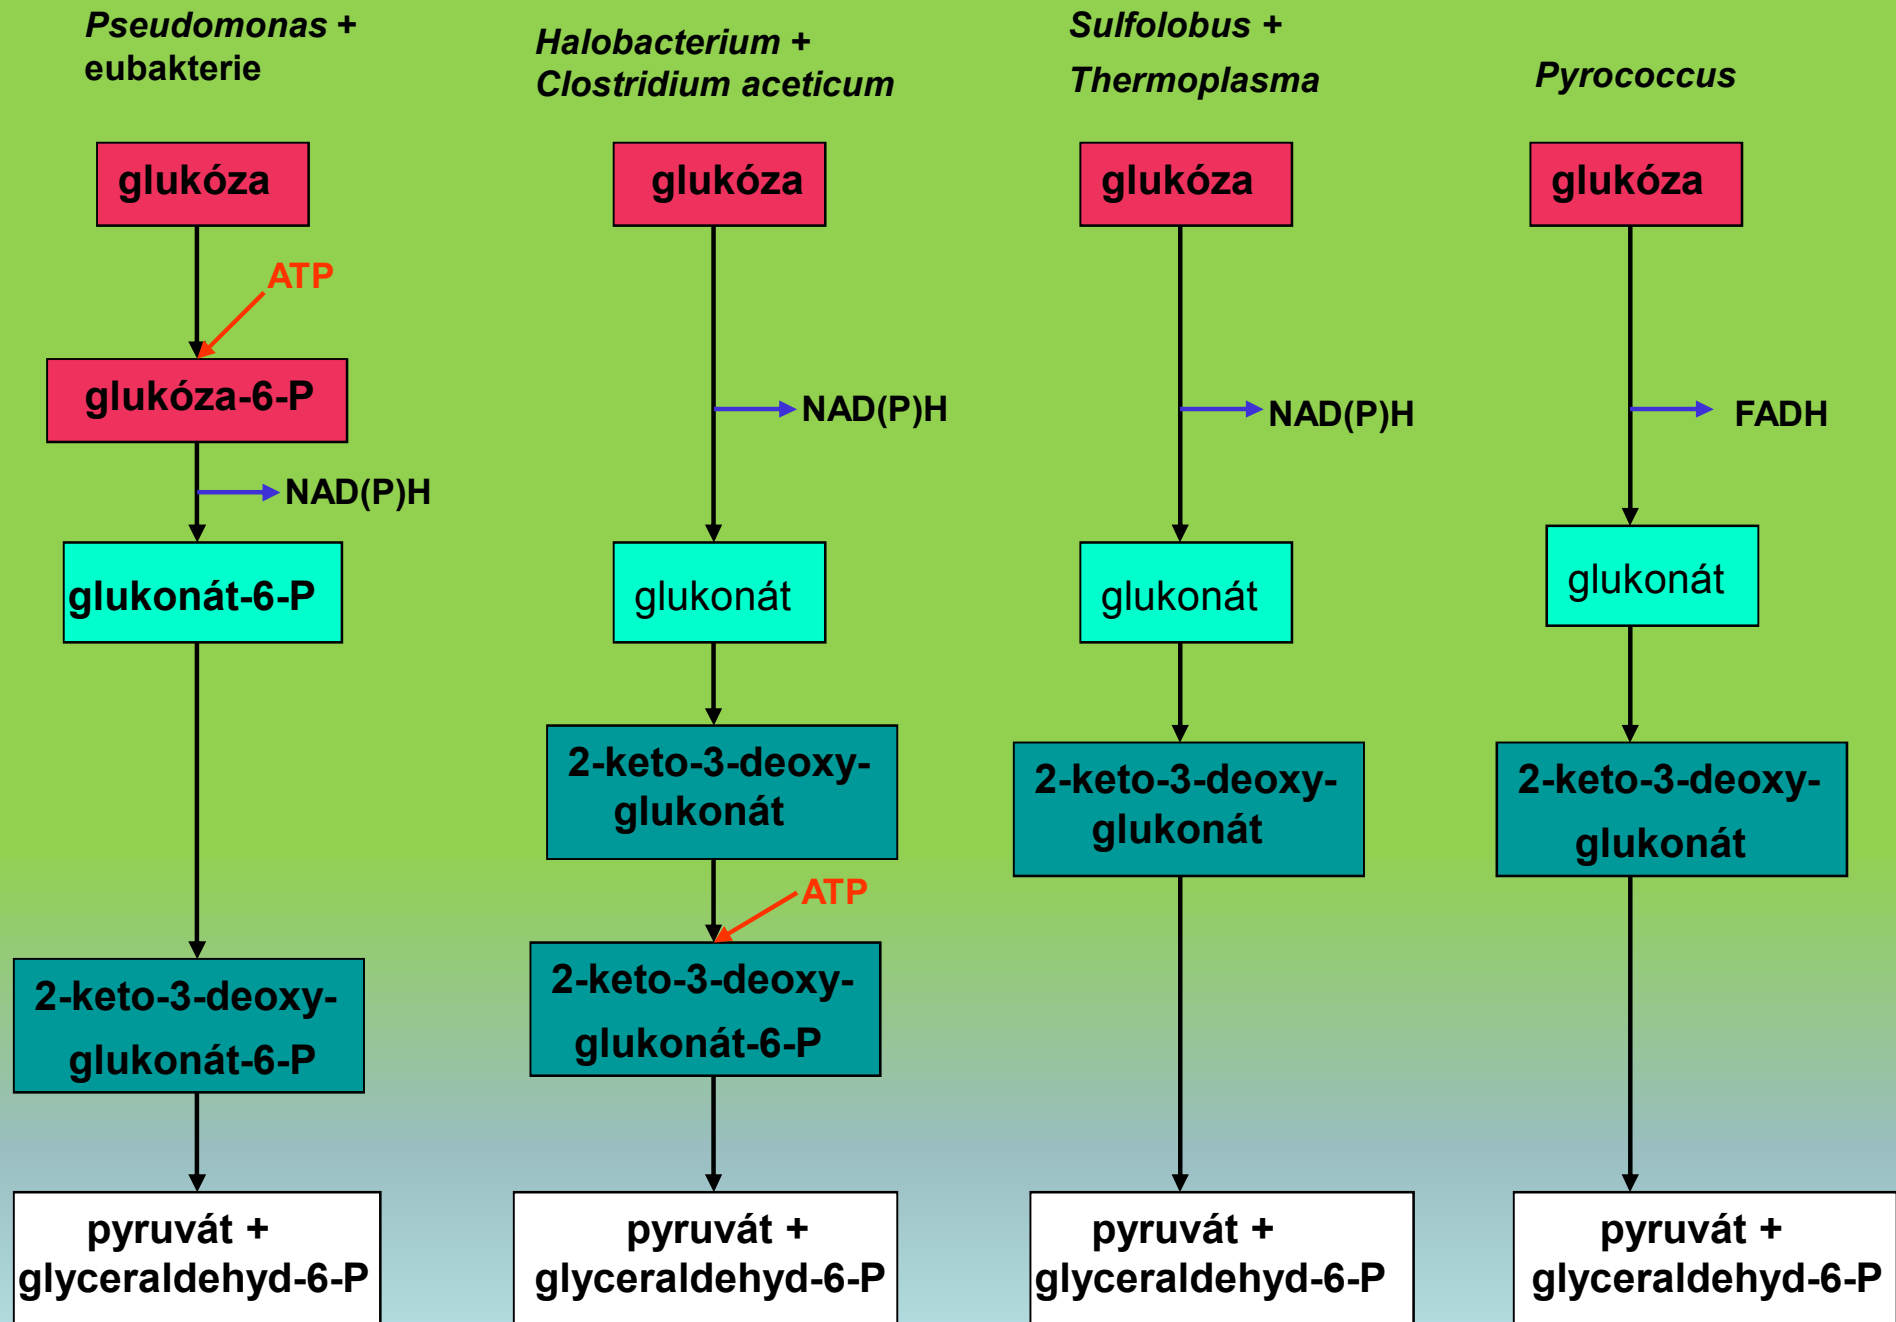 Pseudomonas +
eubakterie
glukóza
ATP
glukóza-6-P
NAD(P)H
glukonát-6-P
2-keto-3-deoxy-
glukonát-6-P
pyruvát +
glyceraldehyd-6-P
Halobacterium +
Clostridium aceticum
glukóza
NAD(P)H
glukonát
2-keto-3-deoxy-
glukonát
ATP
2-keto-3-deoxy-
glukonát-6-P
pyruvát +
glyceraldehyd-6-P
Sulfolobus +
Thermoplasma
glukóza
NAD(P)H
glukonát
2-keto-3-deoxy-
glukonát
pyruvát +
glyceraldehyd-6-P
Pyrococcus
glukóza
FADH
glukonát
2-keto-3-deoxy-
glukonát
pyruvát +
glyceraldehyd-6-P